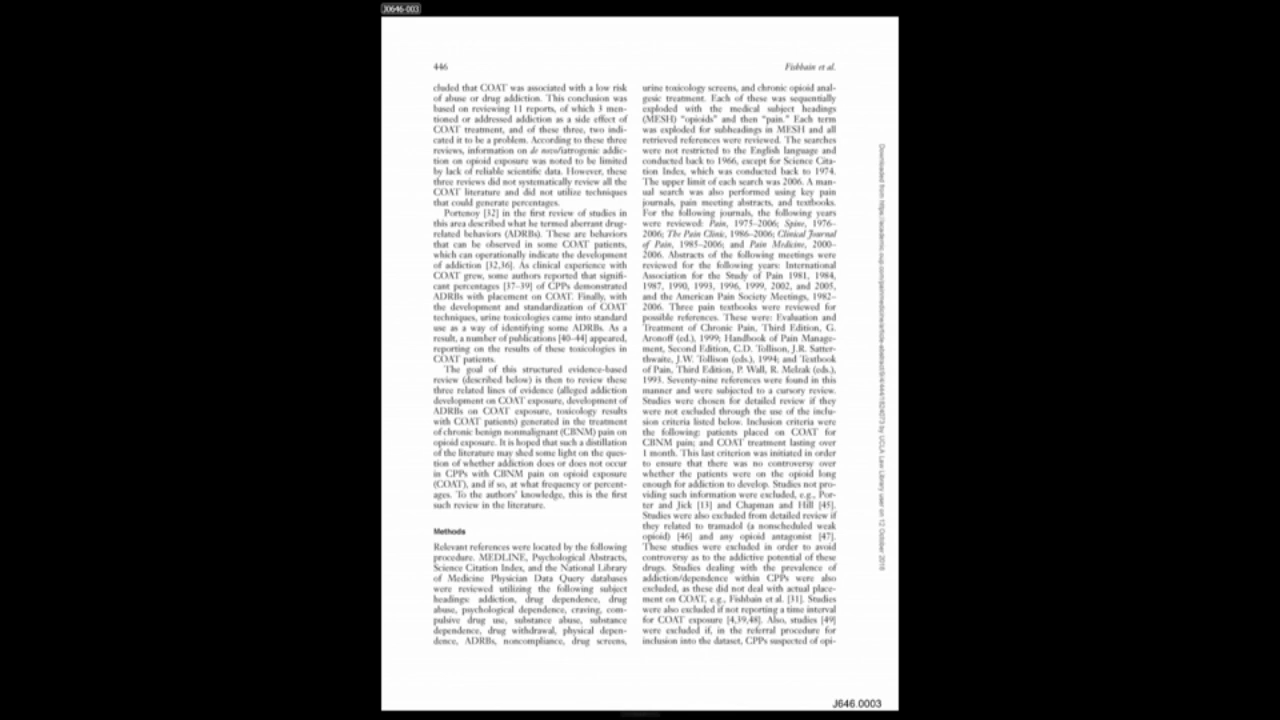 J0646-003
446
Fishbain et al.
cluded that COAT was associated with a low risk
of abuse or drug addiction. This conclusion was
based on reviewing 11 reports, of which 3 men-
tioned or addressed addiction as a side effect of
COAT treatment, and of these three, two indi-
cated it to be a problem. According to these three
reviews, information on de novo/iatrogenic addic-
tion on opioid exposure was noted to be limited
by lack of reliable scientific data. However, these
three reviews did not systematically review all the
COAT literature and did not utilize techniques
that could generate percentages.
Portenoy [32] in the first review of studies in
this area described what he termed aberrant drug-
related behaviors (ADRBs). These are behaviors
that can be observed in some COAT patients,
which can operationally indicate the development
of addiction [32,36]. As clinical experience with
COAT grew, some authors reported that signifi-
cant percentages [37–39] of CPPs demonstrated
ADRBs with placement on COAT. Finally, with
the development and standardization of COAT
techniques, urine toxicologies came into standard
use as a way of identifying some ADRBs. As a
result, a number of publications [40–44] appeared,
reporting on the results of these toxicologies in
COAT patients.
The goal of this structured evidence-based
review (described below) is then to review these
three related lines of evidence (alleged addiction
development on COAT exposure, development of
ADRBs on COAT exposure, toxicology results
with COAT patients) generated in the treatment
of chronic benign nonmalignant (CBNM) pain on
opioid exposure. It is hoped that such a distillation
of the literature may shed some light on the ques-
tion of whether addiction does or does not occur
in CPPs with CBNM pain on opioid exposure
(COAT), and if so, at what frequency or percent-
ages. To the authors' knowledge, this is the first
such review in the literature.
Methods
Relevant references were located by the following
procedure. MEDLINE, Psychological Abstracts,
Science Citation Index, and the National Library
of Medicine Physician Data Query databases
were reviewed utilizing the following subject
headings: addiction, drug dependence, drug
abuse, psychological dependence, craving, com-
pulsive drug use, substance abuse, substance
dependence, drug withdrawal, physical depen-
dence, ADRBs, noncompliance, drug screens,
urine toxicology screens, and chronic opioid anal-
gesic treatment. Each of these was sequentially
exploded with the medical subject headings
(MESH) “opioids” and then “pain.” Each term
was exploded for subheadings in MESH and all
retrieved references were reviewed. The searches
were not restricted to the English language and
conducted back to 1966, except for Science Cita-
tion Index, which was conducted back to 1974.
The upper limit of each search was 2006. A man-
ual search was also performed using key pain
journals, pain meeting abstracts, and textbooks.
For the following journals, the following years
were reviewed: Pain, 1975–2006; Spine, 1976–
2006; The Pain Clinic, 1986–2006; Clinical Journal
of Pain, 1985–2006; and Pain Medicine, 2000–
2006. Abstracts of the following meetings were
reviewed for the following years: International
Association for the Study of Pain 1981, 1984,
1987, 1990, 1993, 1996, 1999, 2002, and 2005,
and the American Pain Society Meetings, 1982–
2006. Three pain textbooks were reviewed for
possible references. These were: Evaluation and
Treatment of Chronic Pain, Third Edition, G.
Aronoff (ed.), 1999; Handbook of Pain Manage-
ment, Second Edition, C.D. Tollison, J.R. Satter-
thwaite, J.W. Tollison (eds.), 1994; and Textbook
of Pain, Third Edition, P. Wall, R. Melzak (eds.),
1993. Seventy-nine references were found in this
manner and were subjected to a cursory review.
Studies were chosen for detailed review if they
were not excluded through the use of the inclu-
sion criteria listed below. Inclusion criteria were
the following: patients placed on COAT for
CBNM pain; and COAT treatment lasting over
1 month. This last criterion was initiated in order
to ensure that there was no controversy over
whether the patients were on the opioid long
enough for addiction to develop. Studies not pro-
viding such information were excluded, e.g., Por-
ter and Jick [13] and Chapman and Hill [45].
Studies were also excluded from detailed review if
they related to tramadol (a nonscheduled weak
opioid) [46] and any opioid antagonist [47].
These studies were excluded in order to avoid
controversy as to the addictive potential of these
drugs. Studies dealing with the prevalence of
addiction/dependence within CPPs were also
excluded, as these did not deal with actual place-
ment on COAT, e.g., Fishbain et al. [31]. Studies
were also excluded if not reporting a time interval
for COAT exposure [4,39,48]. Also, studies [49]
were excluded if, in the referral procedure for
inclusion into the dataset, CPPs suspected of opi-
by UCLA Law Library user on 12 October 2018
J646.0003